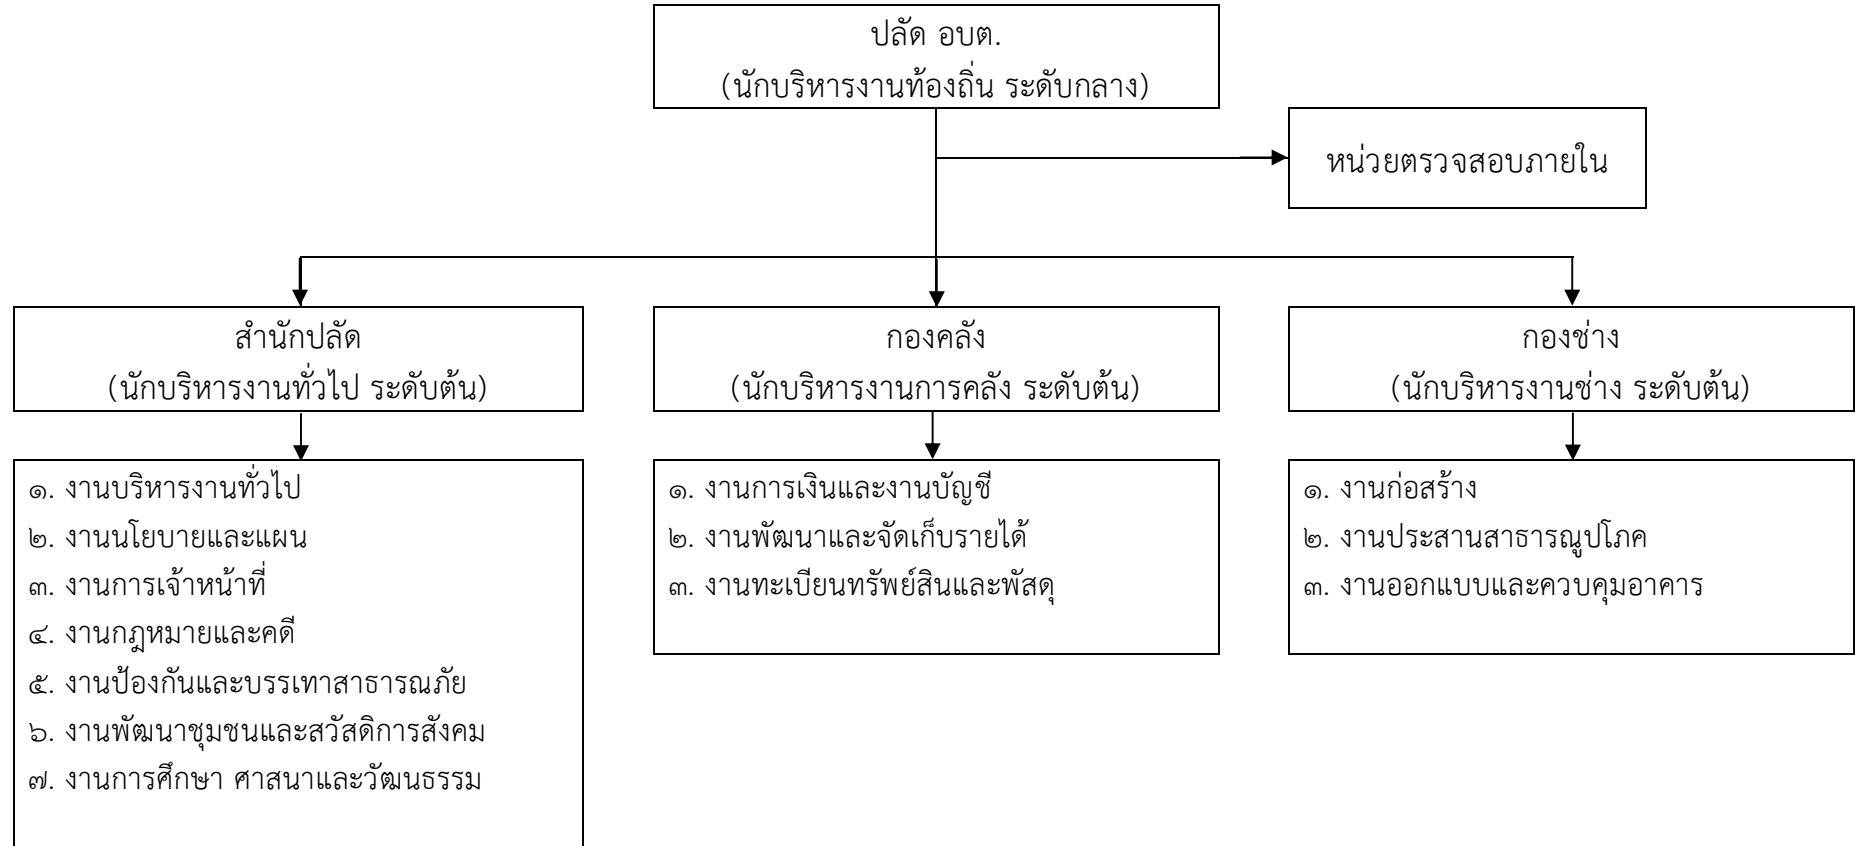 ปลัด อบต.
(นักบริหารงานท้องถิ่น ระดับกลาง)
หน่วยตรวจสอบภายใน
สำนักปลัด
(นักบริหารงานทั่วไป ระดับต้น)
กองคลัง
(นักบริหารงานการคลัง ระดับต้น)
กองช่าง
(นักบริหารงานช่าง ระดับต้น)
๑. งานบริหารงานทั่วไป
๒. งานนโยบายและแผน
๓. งานการเจ้าหน้าที่
๔. งานกฎหมายและคดี
๕. งานป้องกันและบรรเทาสาธารณภัย
๖. งานพัฒนาชุมชนและสวัสดิการสังคม
๗. งานการศึกษา ศาสนาและวัฒนธรรม
๑. งานการเงินและงานบัญชี
๒. งานพัฒนาและจัดเก็บรายได้
๓. งานทะเบียนทรัพย์สินและพัสดุ
๑. งานก่อสร้าง
๒. งานประสานสาธารณูปโภค
๓. งานออกแบบและควบคุมอาคาร